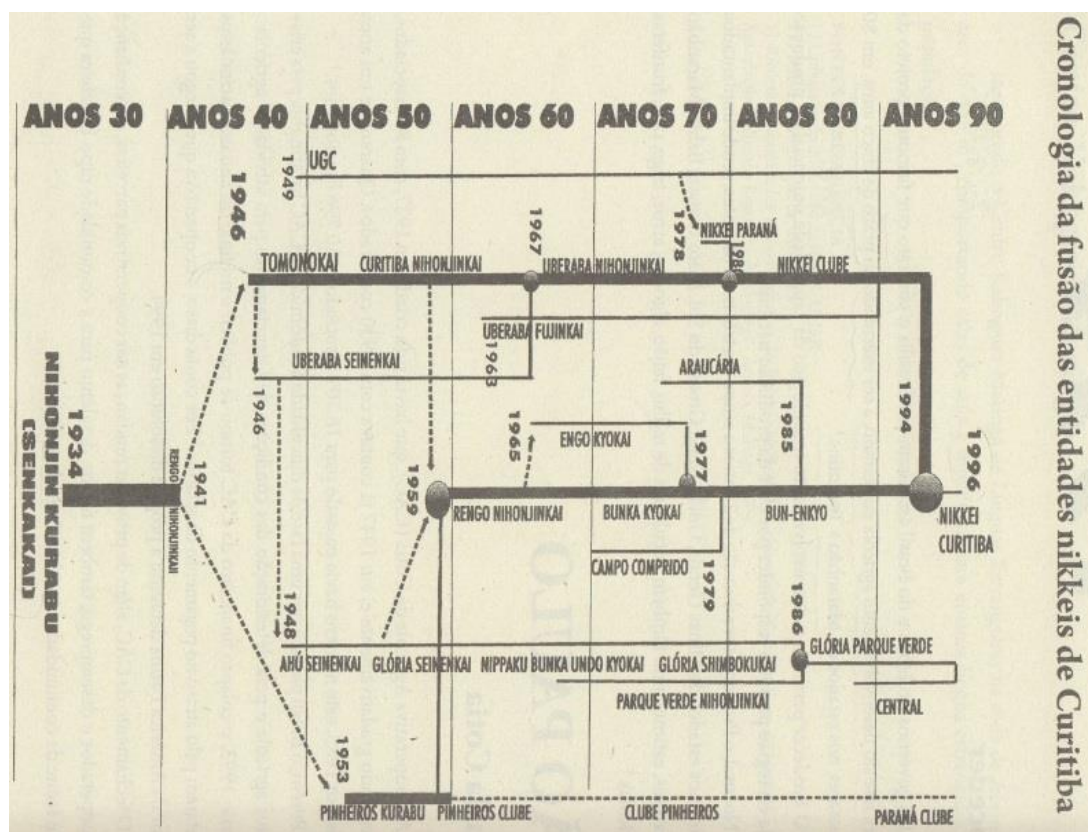 Cronologia da fusão das entidades nikkeis de Curitiba
ANOS 30
ANOS 40
ANOS 50
ANOS 60
ANOS 70
ANOS 80
ANOS 90
1949
UGC
1946
TOMONOKAI
CURITIBA NIHONJINKAI
1967
UBERABA NIHONJINKAI
1978
NIKKEI PARANÁ
NIKKEI CLUBE
UBERABA FUJINKAI
UBERABA SEINENKAI
1946
1963
ARAUCÁRIA
1985
1994
1996
ENGO KYOKAI
1965
1977
NIHONJIN KURABU
(SENKAKAI)
1934
RENGO NIHONJINKAI
1941
1959
RENGO NIHONJINKAI
BUNKA KYOKAI
BUN-ENKYO
NIKKEI
CURITIBA
CAMPO COMPRIDO
1979
1948
AHÚ SEINENKAI
GLÓRIA SEINENKAI
NIPPAKU BUNKA UNDO KYOKAI
GLÓRIA SHIMBOKUKAI
1986
GLÓRIA PARQUE VERDE
PARQUE VERDE NIHONJINKAI
CENTRAL
1953
PINHEIROS KURABU
PINHEIROS CLUBE
CLUBE PINHEIROS
PARANÁ CLUBE